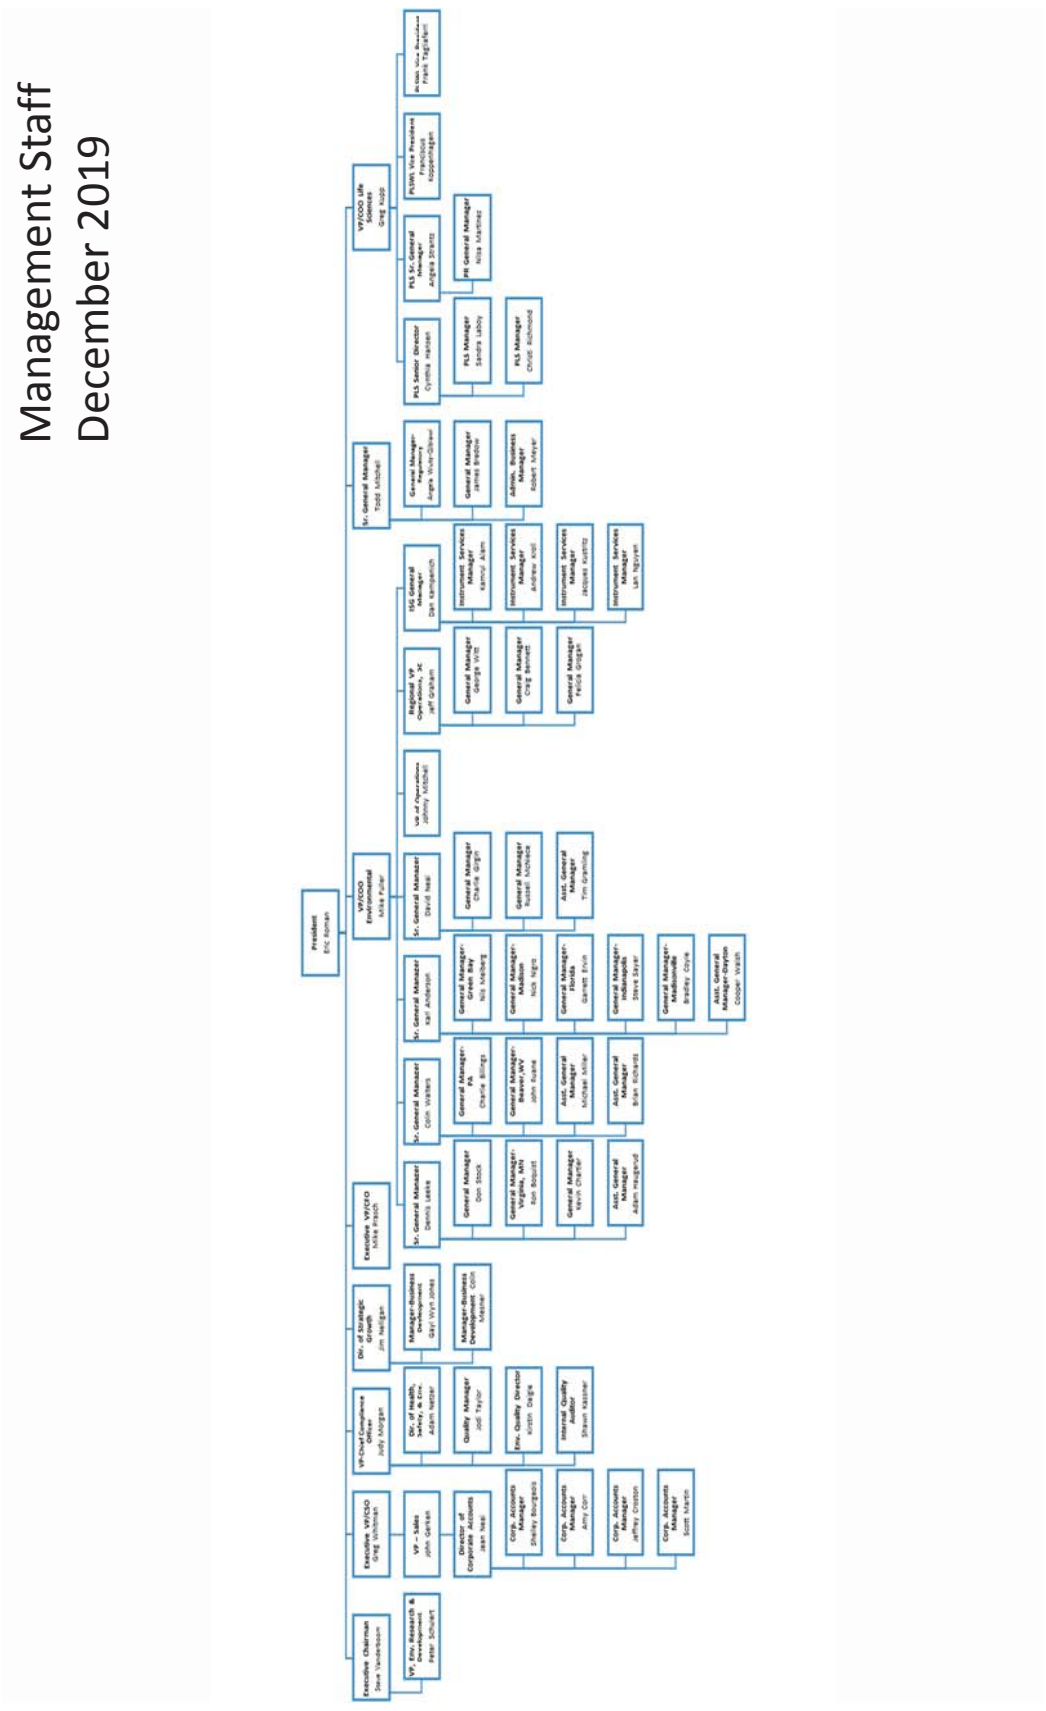 Management Staff
December 2019
President
Eric Roman
Executive Chairman
Steve Vanderboom
VP, Env. Research &
Development
Peter Schulert
Executive VP/CSO
Greg Whitman
VP – Sales
John Gerken
Director of
Corporate Accounts
Jean Neal
Corp. Accounts
Manager
Shelley Bourgeois
Corp. Accounts
Manager
Amy Corr
Corp. Accounts
Manager
Jeffrey Croston
Corp. Accounts
Manager
Scott Martin
VP-Chief Compliance
Officer
Judy Morgan
Dir. of Health,
Safety, & Env.
Adam Netzer
Quality Manager
Jodi Taylor
Env. Quality Director
Kirstin Daigle
Internal Quality
Auditor
Shawn Kassner
Dir. of Strategic
Growth
Jim Nelligan
Manager-Business
Development
Gayl Wyn Jones
Manager-Business
Development Colin
Mesner
Executive VP/CFO
Mike Prasch
VP/COO
Environmental
Mike Fuller
Sr. General Manager
Dennis Leeke
General Manager
Don Stock
General Manager-
Virginia, MN
Ron Boquist
General Manager
Kevin Chartier
Asst. General
Manager
Adam Haugerud
Sr. General Manager
Colin Walters
General Manager-
PA
Charlie Billings
General Manager-
Beaver,WV
John Ruane
Asst. General
Manager
Michael Miller
Asst. General
Manager
Brian Richards
Sr. General Manager
Karl Anderson
General Manager-
Green Bay
Nils Melberg
General Manager-
Madison
Nick Nigro
General Manager-
Florida
Garrett Ervin
General Manager-
Indianapolis
Steve Sayer
General Manager-
Madisonville
Bradley Coyle
Asst. General
Manager-Dayton
Cooper Walsh
Sr. General Manager
David Neal
General Manager
Charlie Girgin
General Manager
Russell McNiece
Asst. General
Manager
Tim Gramling
VP of Operations
Johnny Mitchell
Regional VP
Operations, SC
Jeff Graham
General Manager
George Witt
General Manager
Craig Bennett
General Manager
Felicia Grogan
ISG General
Manager
Dan Kampenich
Instrument Services
Manager
Kamrul Alam
Instrument Services
Manager
Andrew Kroll
Instrument Services
Manager
Jacques Kustritz
Instrument Services
Manager
Lan Nguyen
Sr. General Manager
Todd Mitchell
General Manager-
Regulatory
Angela
General Manager
James Bredow
Admin. Business
Manager
Robert Meyer
VP/COO Life
Sciences
Greg Kupp
PLS Senior Director
Cynthia Hansen
PLS Manager
Sandra Laboy
PLS Manager
Christi Richmond
PLS Sr. General
Manager
Angela Strantz
PR General Manager
Nilsa Martinez
PLSWL Vice President
Franciscus
Koppenhagen
Vice President
Frank Tagliaferri